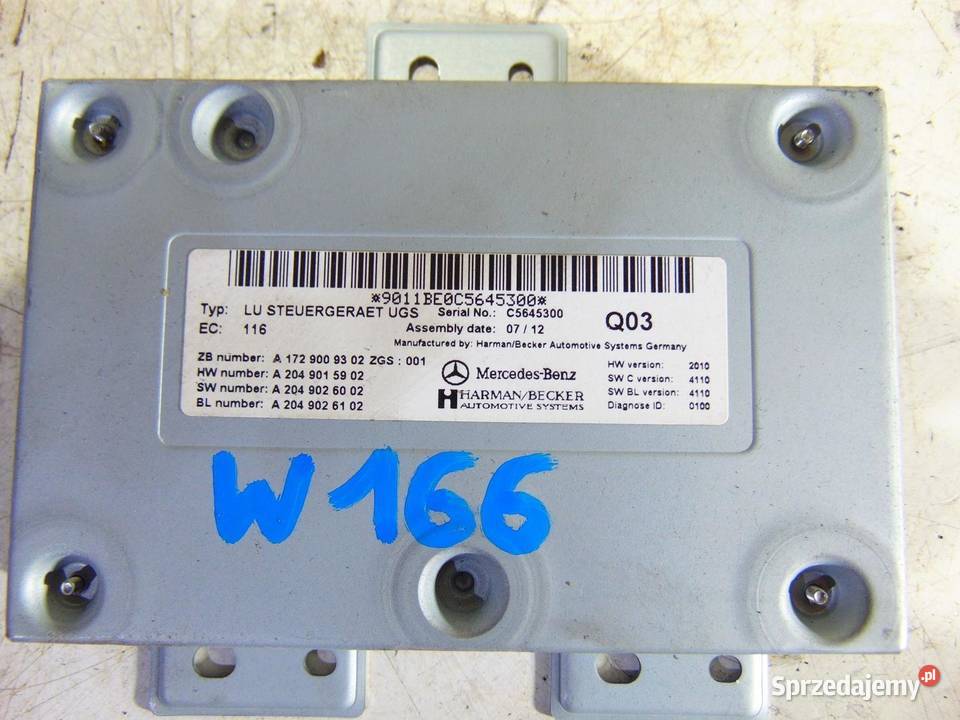 *9011BE0C5645300*
Typ: LU STEUERGERAET UGS Serial No.: C5645300
EC: 116 Assembly date: 07 / 12 Q03
Manufactured by: Harman/Becker Automotive Systems Germany
ZB number: A 172 900 93 02 ZGS : 001
HW number: A 204 901 59 02
SW number: A 204 902 60 02
BL number: A 204 902 61 02
Mercedes-Benz
HARMAN/BECKER
AUTOMOTIVE SYSTEMS
HW version: 2010
SW C version: 4110
SW BL version: 4110
Diagnose ID: 0100
W166
Sprzedajemy.pl